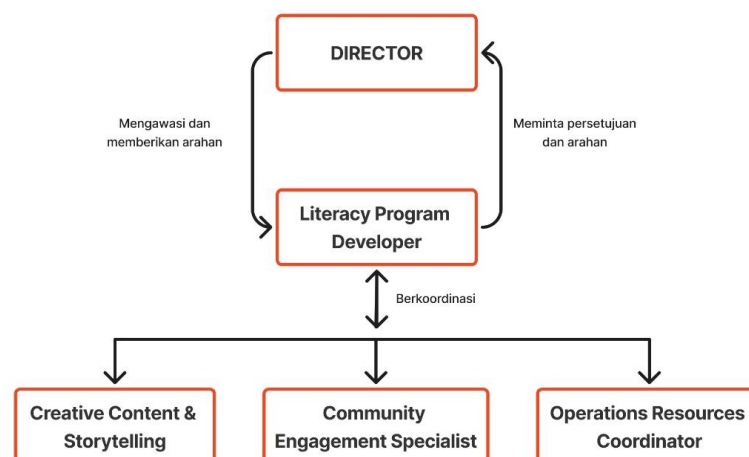 DIRECTOR
Mengawasi dan
memberikan arahan
Meminta persetujuan
dan arahan
Literacy Program
Developer
Berkoordinasi
Creative Content &
Storytelling
Community
Engagement Specialist
Operations Resources
Coordinator